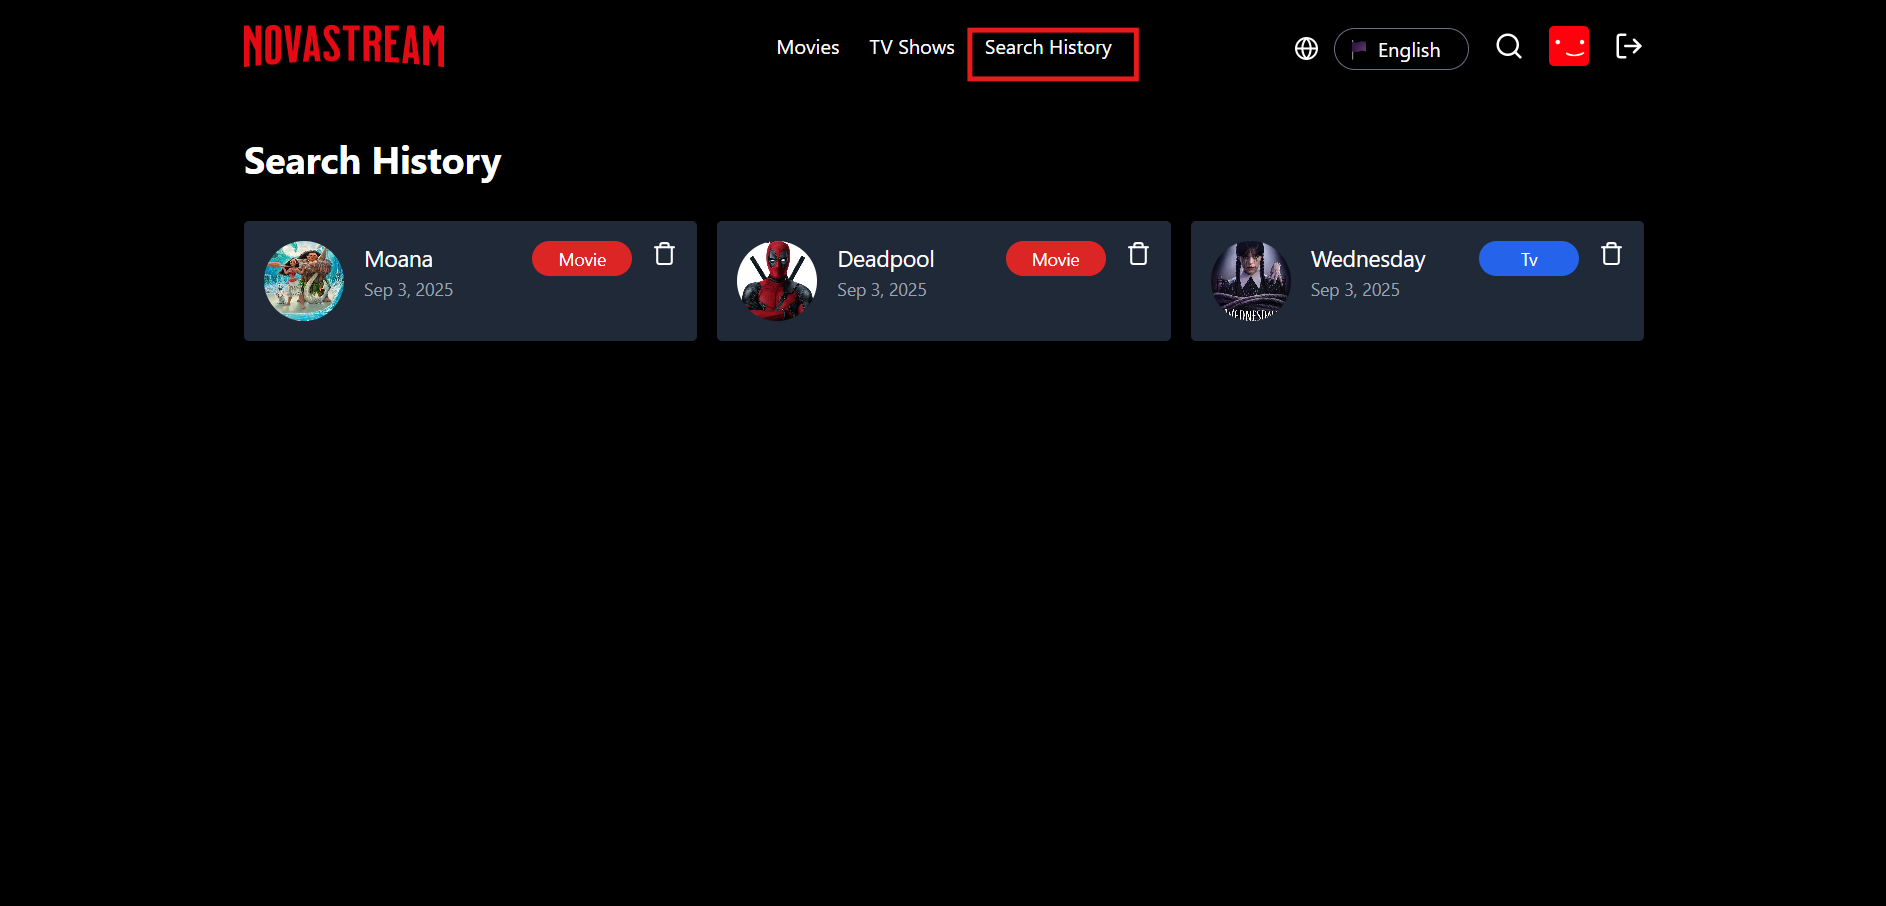 NOVASTREAM
Movies TV Shows Search History English
Search History
Moana Movie
Sep 3, 2025
Deadpool Movie
Sep 3, 2025
Wednesday Tv
Sep 3, 2025
WEDNESDAY